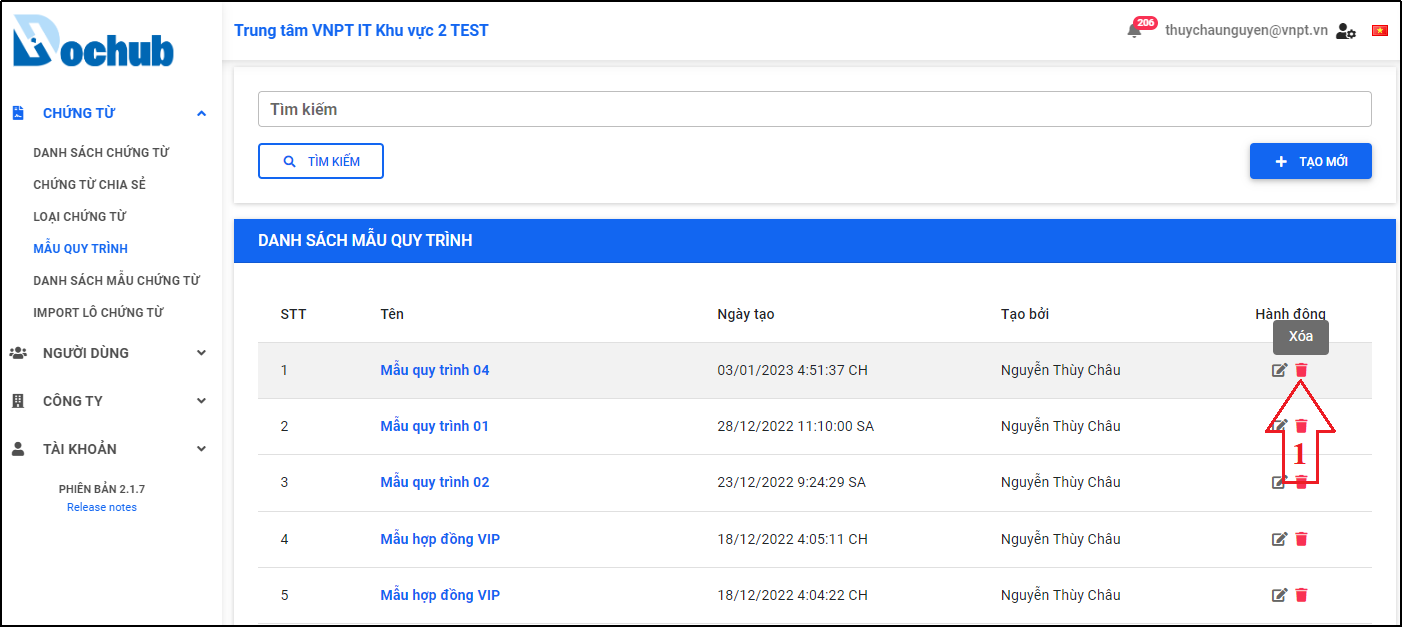 Dochub
Trung tâm VNPT IT Khu vực 2 TEST
206
thuychaunguyen@vnpt.vn
CHỨNG TỪ
DANH SÁCH CHỨNG TỪ
CHỨNG TỪ CHIA SẺ
LOẠI CHỨNG TỪ
MẪU QUY TRÌNH
DANH SÁCH MẪU CHỨNG TỪ
IMPORT LÔ CHỨNG TỪ
NGƯỜI DÙNG
CÔNG TY
TÀI KHOẢN
PHIÊN BẢN 2.1.7
Release notes
Tìm kiếm
TÌM KIẾM
TẠO MỚI
DANH SÁCH MẪU QUY TRÌNH
STT Tên Ngày tạo Tạo bởi Hành động
Xóa
1 Mẫu quy trình 04 03/01/2023 4:51:37 CH Nguyễn Thùy Châu
2 Mẫu quy trình 01 28/12/2022 11:10:00 SA Nguyễn Thùy Châu
1
3 Mẫu quy trình 02 23/12/2022 9:24:29 SA Nguyễn Thùy Châu
4 Mẫu hợp đồng VIP 18/12/2022 4:05:11 CH Nguyễn Thùy Châu
5 Mẫu hợp đồng VIP 18/12/2022 4:04:22 CH Nguyễn Thùy Châu